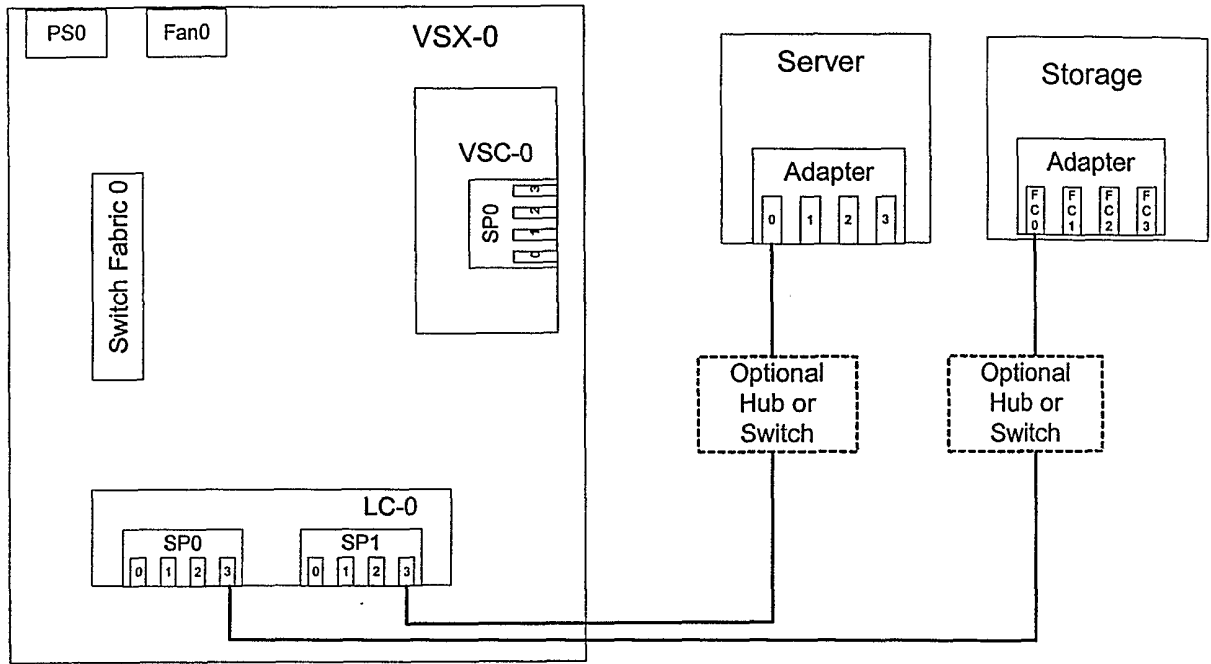 PS0
Fan0
VSX-0
VSC-0
SP0
3
2
1
0
Switch Fabric 0
LC-0
SP0
0 1 2 3
SP1
0 1 2 3
Server
Adapter
0 1 2 3
Storage
Adapter
FC0 FC1 FC2 FC3
Optional
Hub or
Switch
Optional
Hub or
Switch